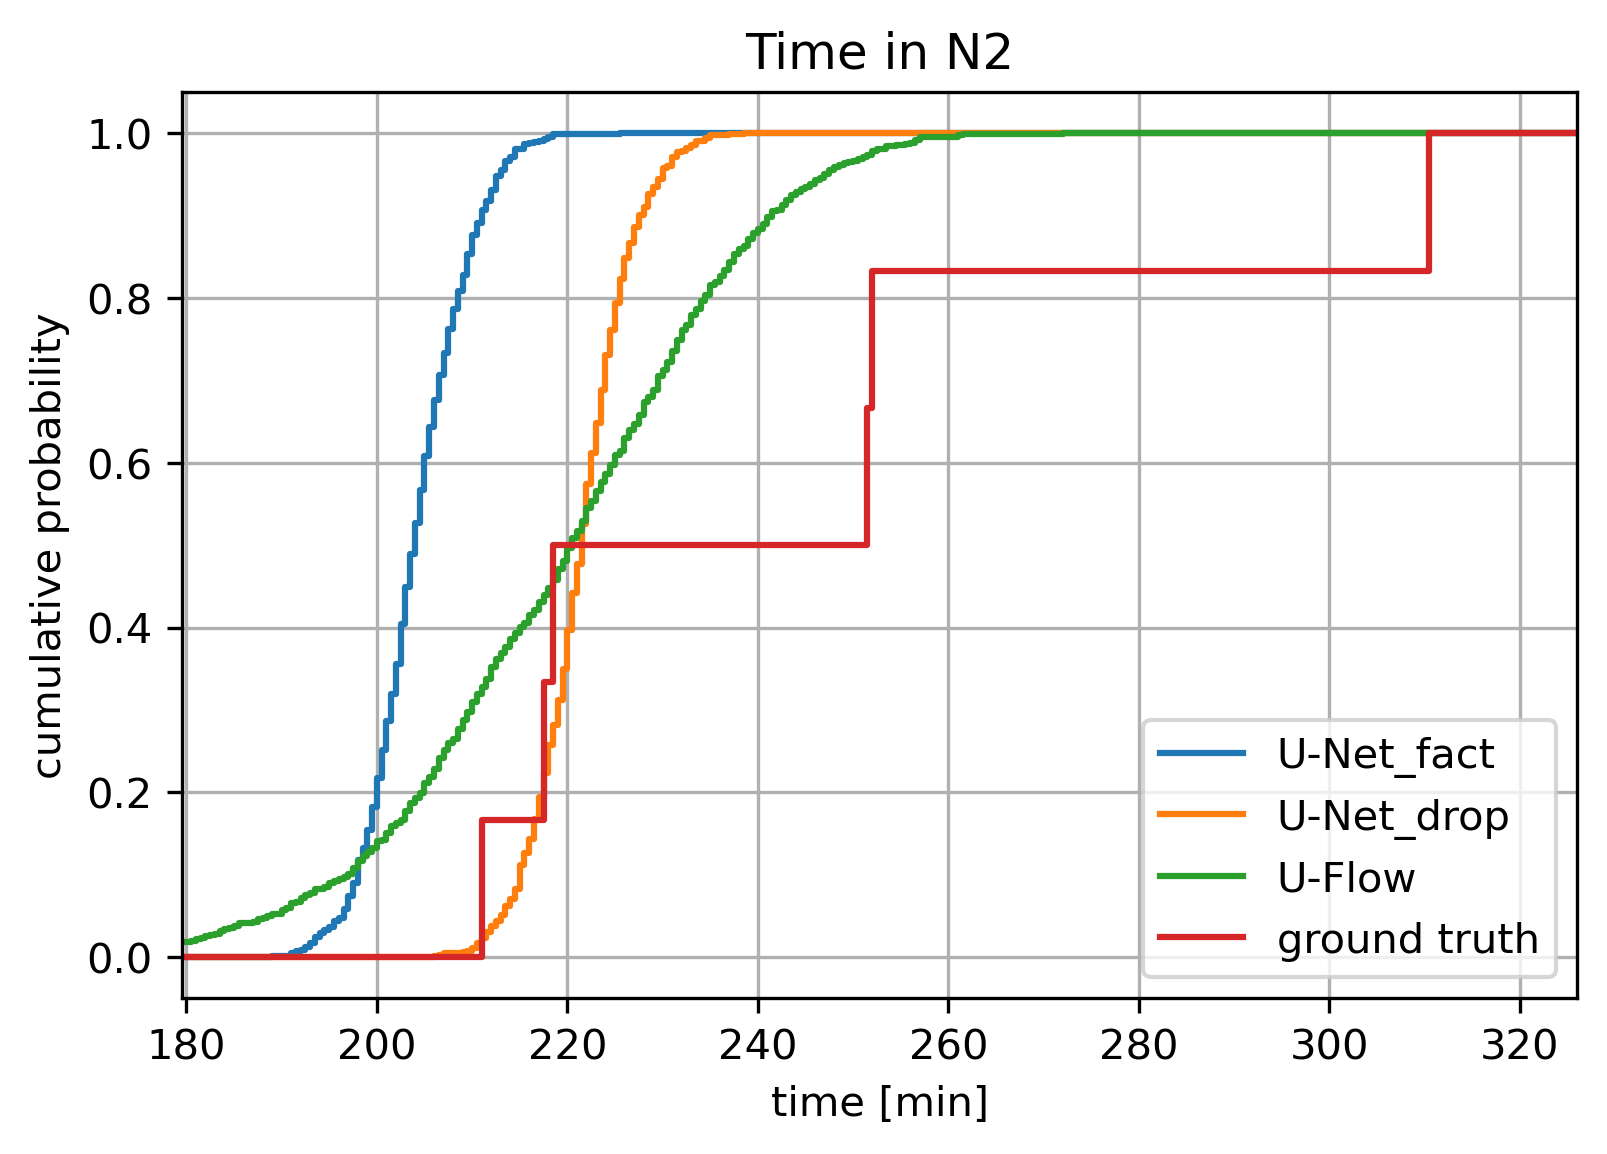 Time in N2
cumulative probability
1.0
0.8
0.6
0.4
0.2
0.0
180 200 220 240 260 280 300 320
time [min]
U-Net_fact
U-Net_drop
U-Flow
ground truth